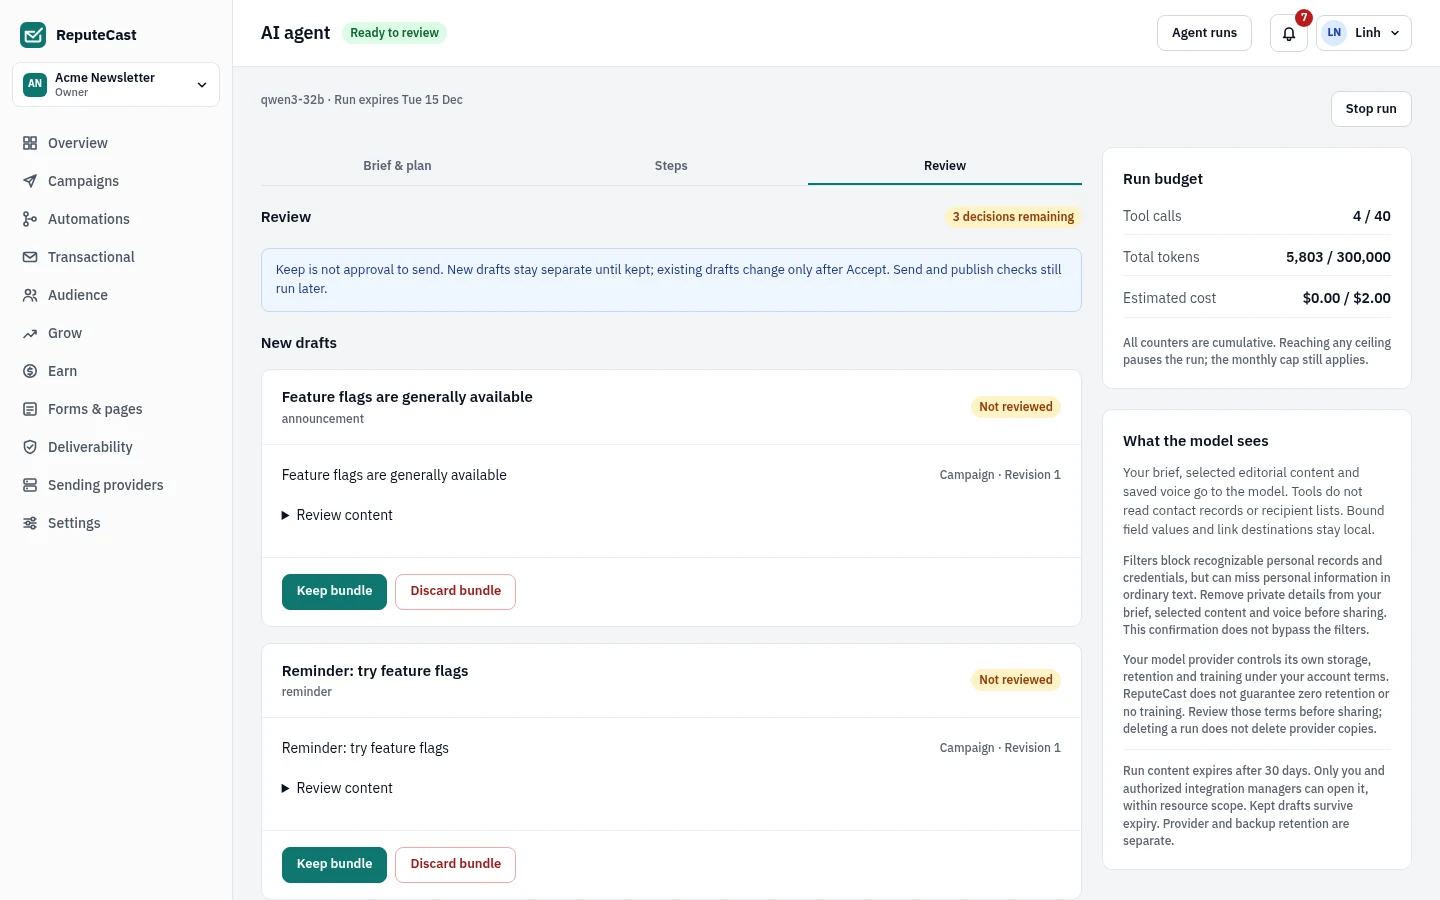 ReputeCast
AN
Acme Newsletter
Owner
Overview
Campaigns
Automations
Transactional
Audience
Grow
Earn
Forms & pages
Deliverability
Sending providers
Settings
AI agent
Ready to review
Agent runs
7
LN
Linh
qwen3-32b · Run expires Tue 15 Dec
Stop run
Brief & plan
Steps
Review
Review
3 decisions remaining
Keep is not approval to send. New drafts stay separate until kept; existing drafts change only after Accept. Send and publish checks still
run later.
New drafts
Feature flags are generally available
announcement
Not reviewed
Feature flags are generally available
Campaign · Revision 1
Review content
Keep bundle
Discard bundle
Reminder: try feature flags
reminder
Not reviewed
Reminder: try feature flags
Campaign · Revision 1
Review content
Keep bundle
Discard bundle
Run budget
Tool calls
4 / 40
Total tokens
5,803 / 300,000
Estimated cost
$0.00 / $2.00
All counters are cumulative. Reaching any ceiling
pauses the run; the monthly cap still applies.
What the model sees
Your brief, selected editorial content and
saved voice go to the model. Tools do not
read contact records or recipient lists. Bound
field values and link destinations stay local.
Filters block recognizable personal records and
credentials, but can miss personal information in
ordinary text. Remove private details from your
brief, selected content and voice before sharing.
This confirmation does not bypass the filters.
Your model provider controls its own storage,
retention and training under your account terms.
ReputeCast does not guarantee zero retention or
no training. Review those terms before sharing;
deleting a run does not delete provider copies.
Run content expires after 30 days. Only you and
authorized integration managers can open it,
within resource scope. Kept drafts survive
expiry. Provider and backup retention are
separate.